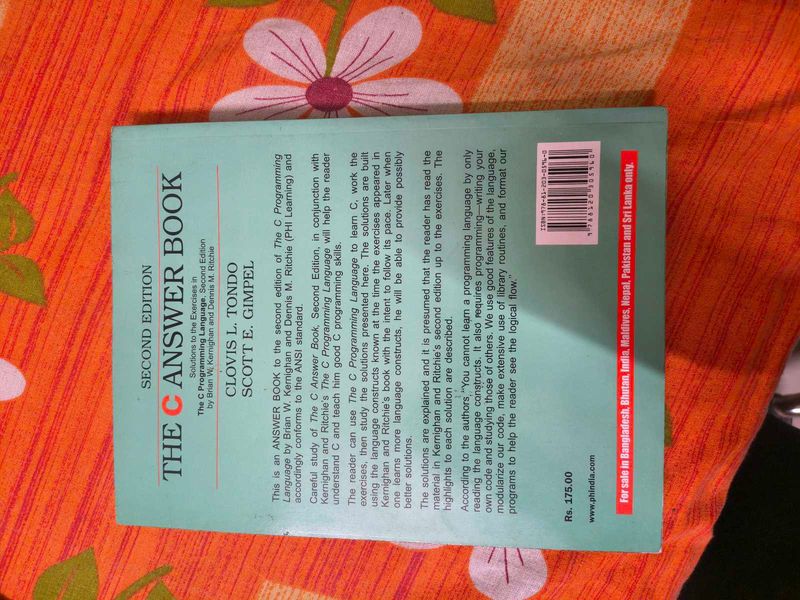 SECOND EDITION
THE C ANSWER BOOK
Solutions to the Exercises in
The C Programming Language, Second Edition
by Brian W. Kernighan and Dennis M. Ritchie
CLOVIS L. TONDO
SCOTT E. GIMPEL
This is an ANSWER BOOK to the second edition of The C Programming
Language by Brian W. Kernighan and Dennis M. Ritchie (PHI Learning) and
accordingly conforms to the ANSI standard.
Careful study of The C Answer Book, Second Edition, in conjunction with
Kernighan and Ritchie's The C Programming Language will help the reader
understand C and teach him good C programming skills.
The reader can use The C Programming Language to learn C, work the
exercises, then study the solutions presented here. The solutions are built
using the language constructs known at the time the exercises appeared in
Kernighan and Ritchie's book with the intent to follow its pace. Later when
one learns more language constructs, he will be able to provide possibly
better solutions.
The solutions are explained and it is presumed that the reader has read the
material in Kernighan and Ritchie's second edition up to the exercises. The
highlights to each solution are described.
According to the authors, "You cannot learn a programming language by only
reading the language constructs. It also requires programming—writing your
own code and studying those of others. We use good features of the language,
modularize our code, make extensive use of library routines, and format our
programs to help the reader see the logical flow."
Rs. 175.00
www.phindia.com
ISBN:978-81-203-0596-0
9 788120 305960
For sale in Bangladesh, Bhutan, India, Maldives, Nepal, Pakistan and Sri Lanka only.